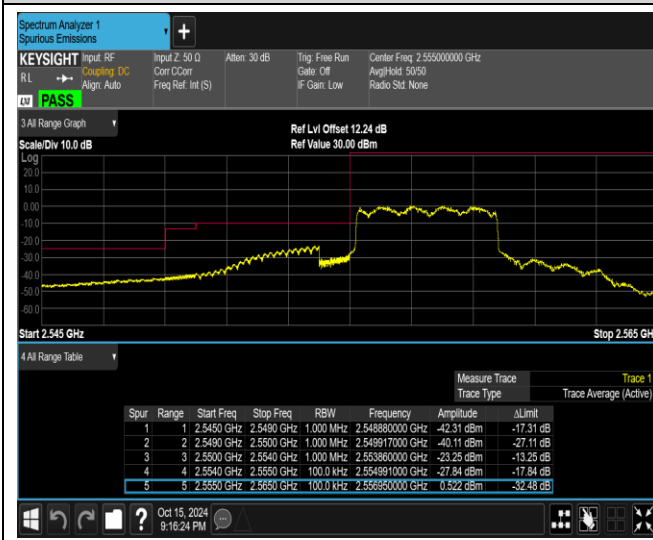 Spectrum Analyzer 1
Spurious Emissions
+
KEYSIGHT Input: RF Input Z: 50 Ω Atten: 30 dB Trig: Free Run Center Freq: 2.555000000 GHz
RL Coupling: DC Corr CCorr Gate: Off Avg|Hold: 50/50
Align: Auto Freq Ref: Int (S) IF Gain: Low Radio Std: None
LXI PASS
3 All Range Graph
Ref Lvl Offset 12.24 dB
Scale/Div 10.0 dB Ref Value 30.00 dBm
Log
20.0
10.0
0.00
-10.0
-20.0
-30.0
-40.0
-50.0
-60.0
Start 2.545 GHz Stop 2.565 GH
4 All Range Table
Measure Trace Trace 1
Trace Type Trace Average (Active)
Spur Range Start Freq Stop Freq RBW Frequency Amplitude ΔLimit
1 1 2.5450 GHz 2.5490 GHz 1.000 MHz 2.548880000 GHz -42.31 dBm -17.31 dB
2 2 2.5490 GHz 2.5500 GHz 1.000 MHz 2.549917000 GHz -40.11 dBm -27.11 dB
3 3 2.5500 GHz 2.5540 GHz 1.000 MHz 2.553860000 GHz -23.25 dBm -13.25 dB
4 4 2.5540 GHz 2.5550 GHz 100.0 kHz 2.554991000 GHz -27.84 dBm -17.84 dB
5 5 2.5550 GHz 2.5650 GHz 100.0 kHz 2.556950000 GHz 0.522 dBm -32.48 dB
? Oct 15, 2024
9:16:24 PM